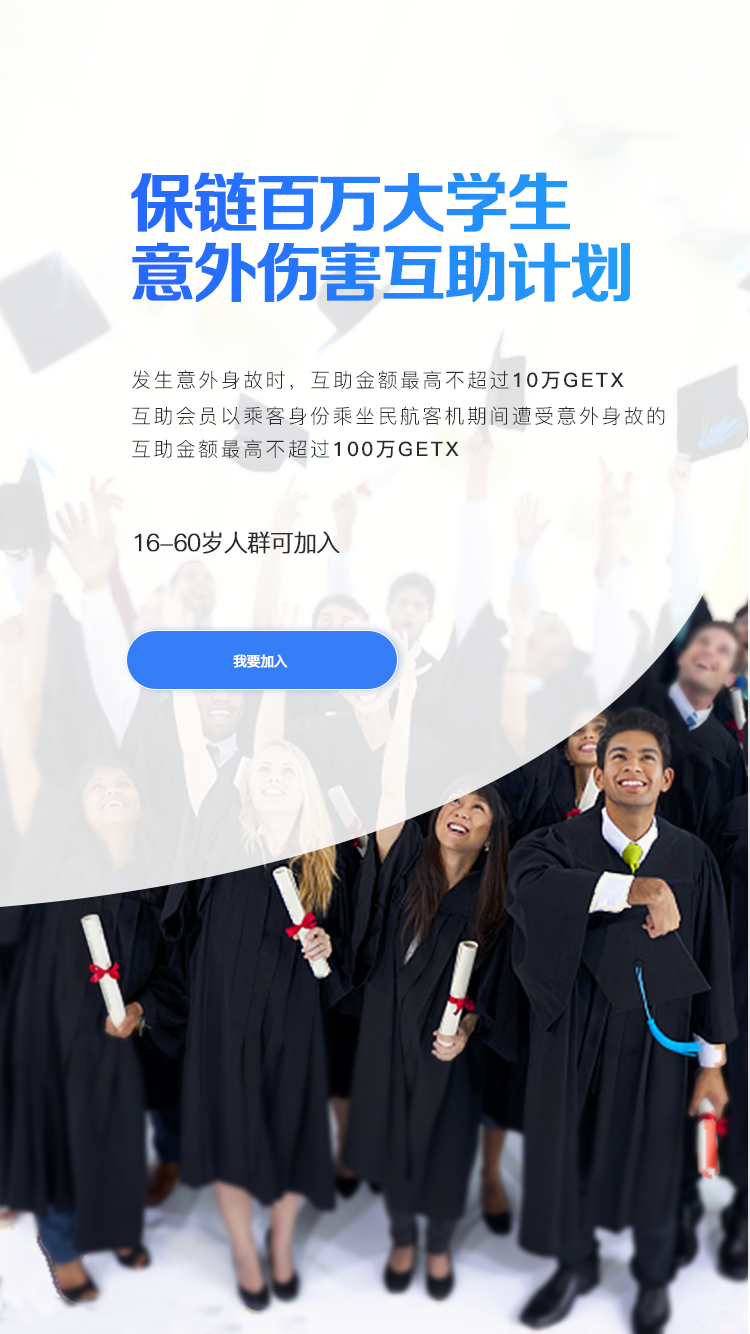 保链百万大学生
意外伤害互助计划
发生意外身故时，互助金额最高不超过10万GETX
互助会员以乘客身份乘坐民航客机期间遭受意外身故的
互助金额最高不超过100万GETX
16-60岁人群可加入
我要加入